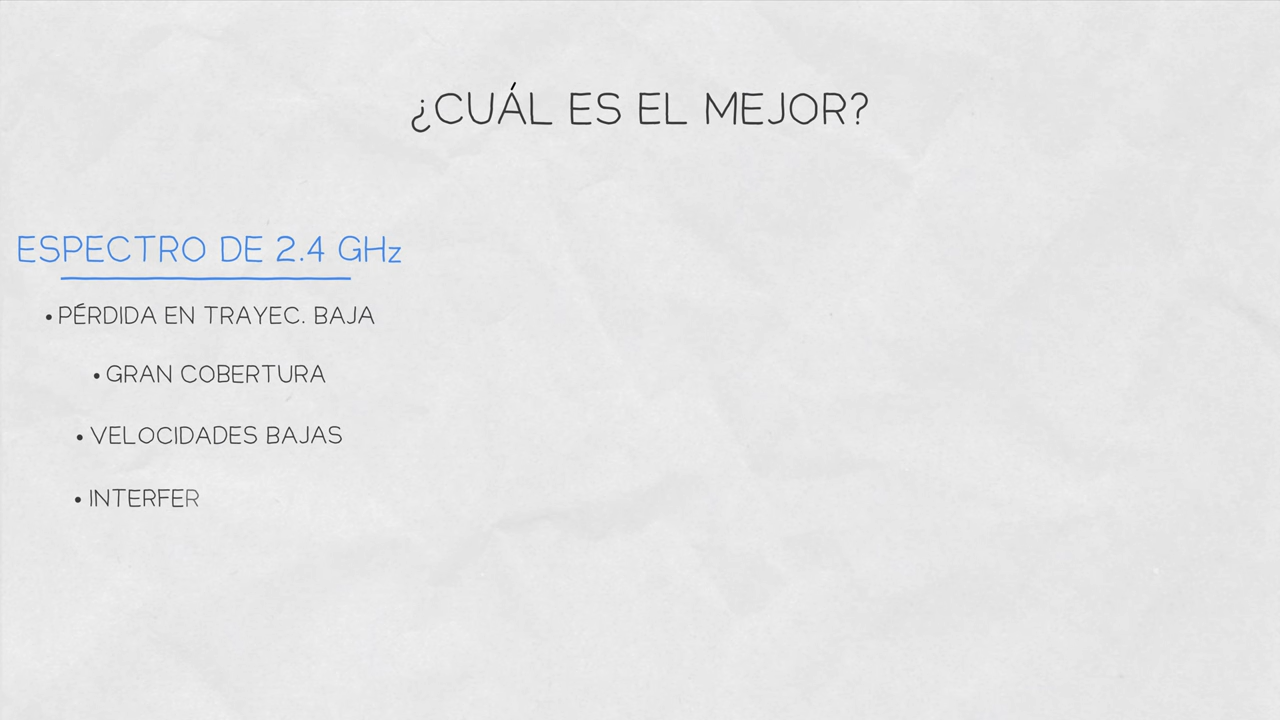 ¿CUÁL ES EL MEJOR?
ESPECTRO DE 2.4 GHz
• PÉRDIDA EN TRAYEC. BAJA
• GRAN COBERTURA
• VELOCIDADES BAJAS
• INTERFER